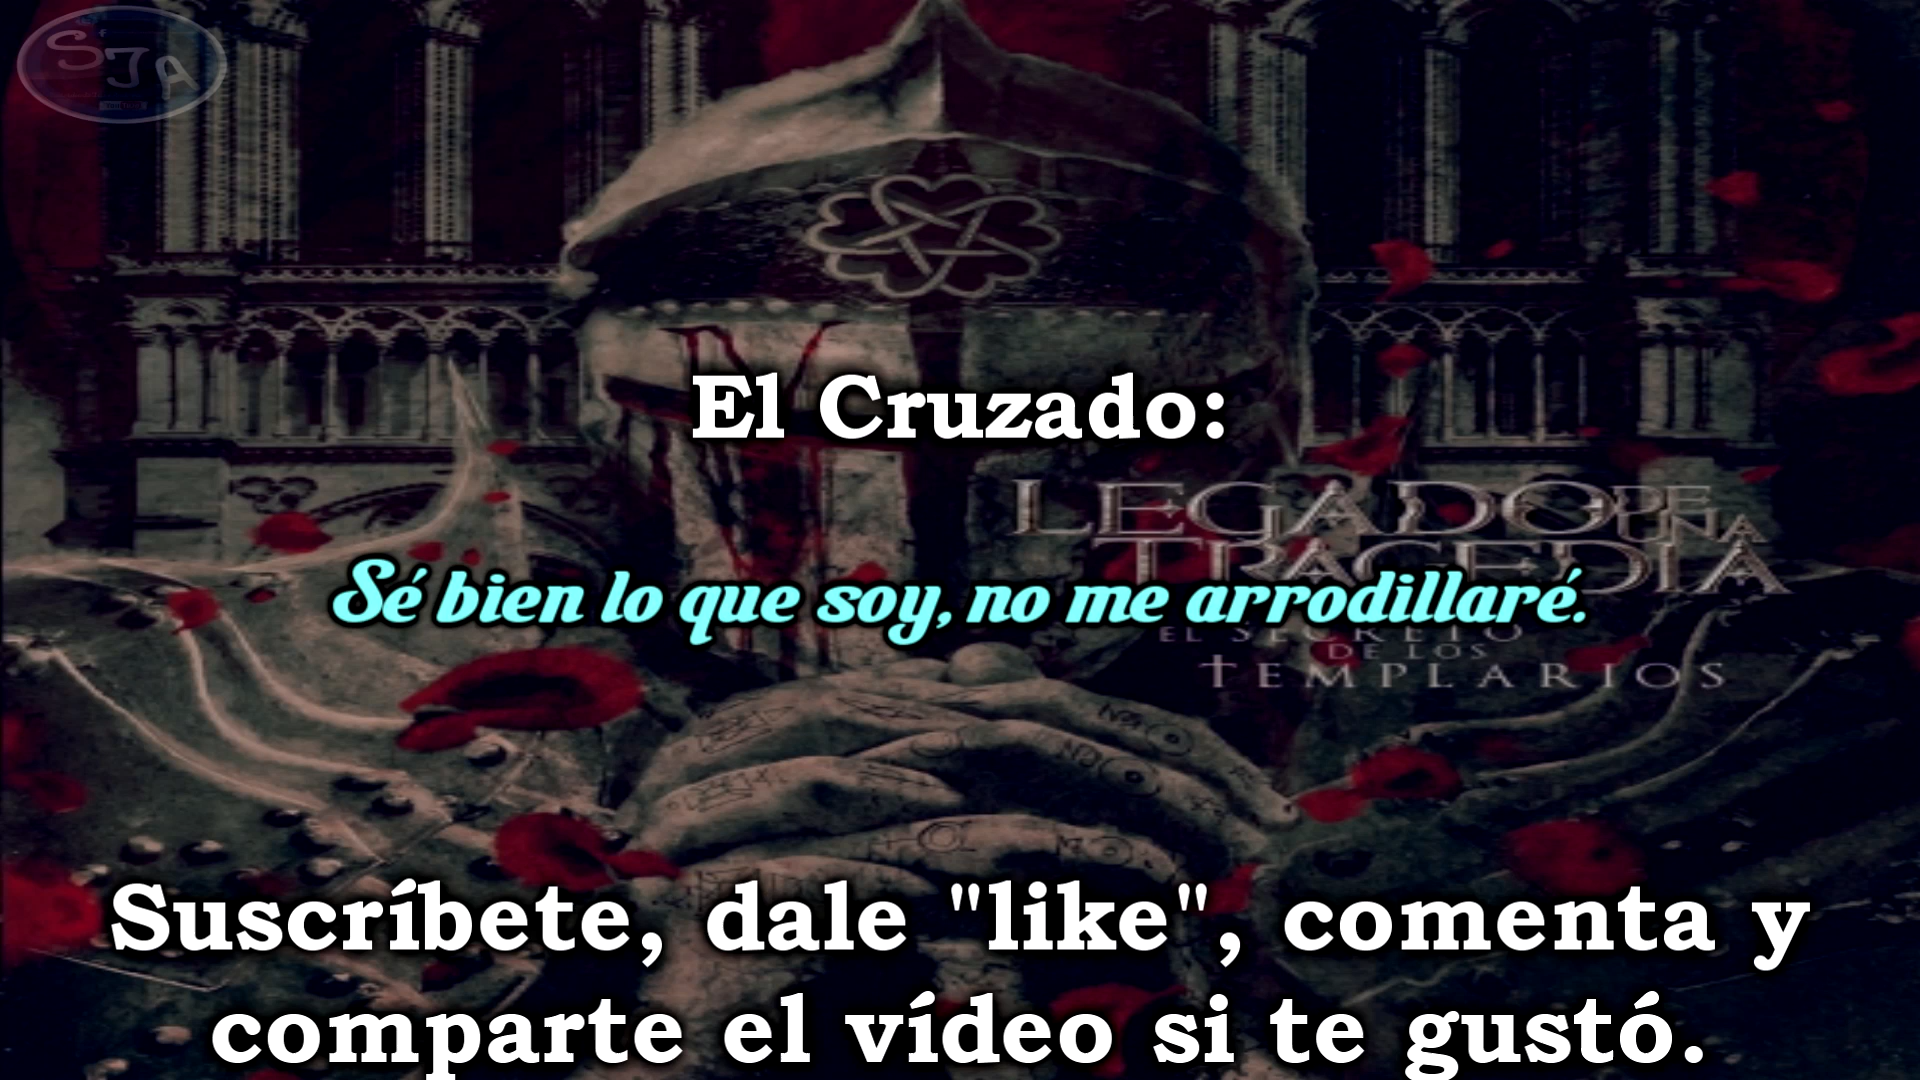 SJA
El Cruzado:
LEGADO DE UNA
TRAGEDIA
Sé bien lo que soy, no me arrodillaré.
EL SECRETO
DE LOS
TEMPLARIOS
Suscríbete, dale "like", comenta y
comparte el vídeo si te gustó.